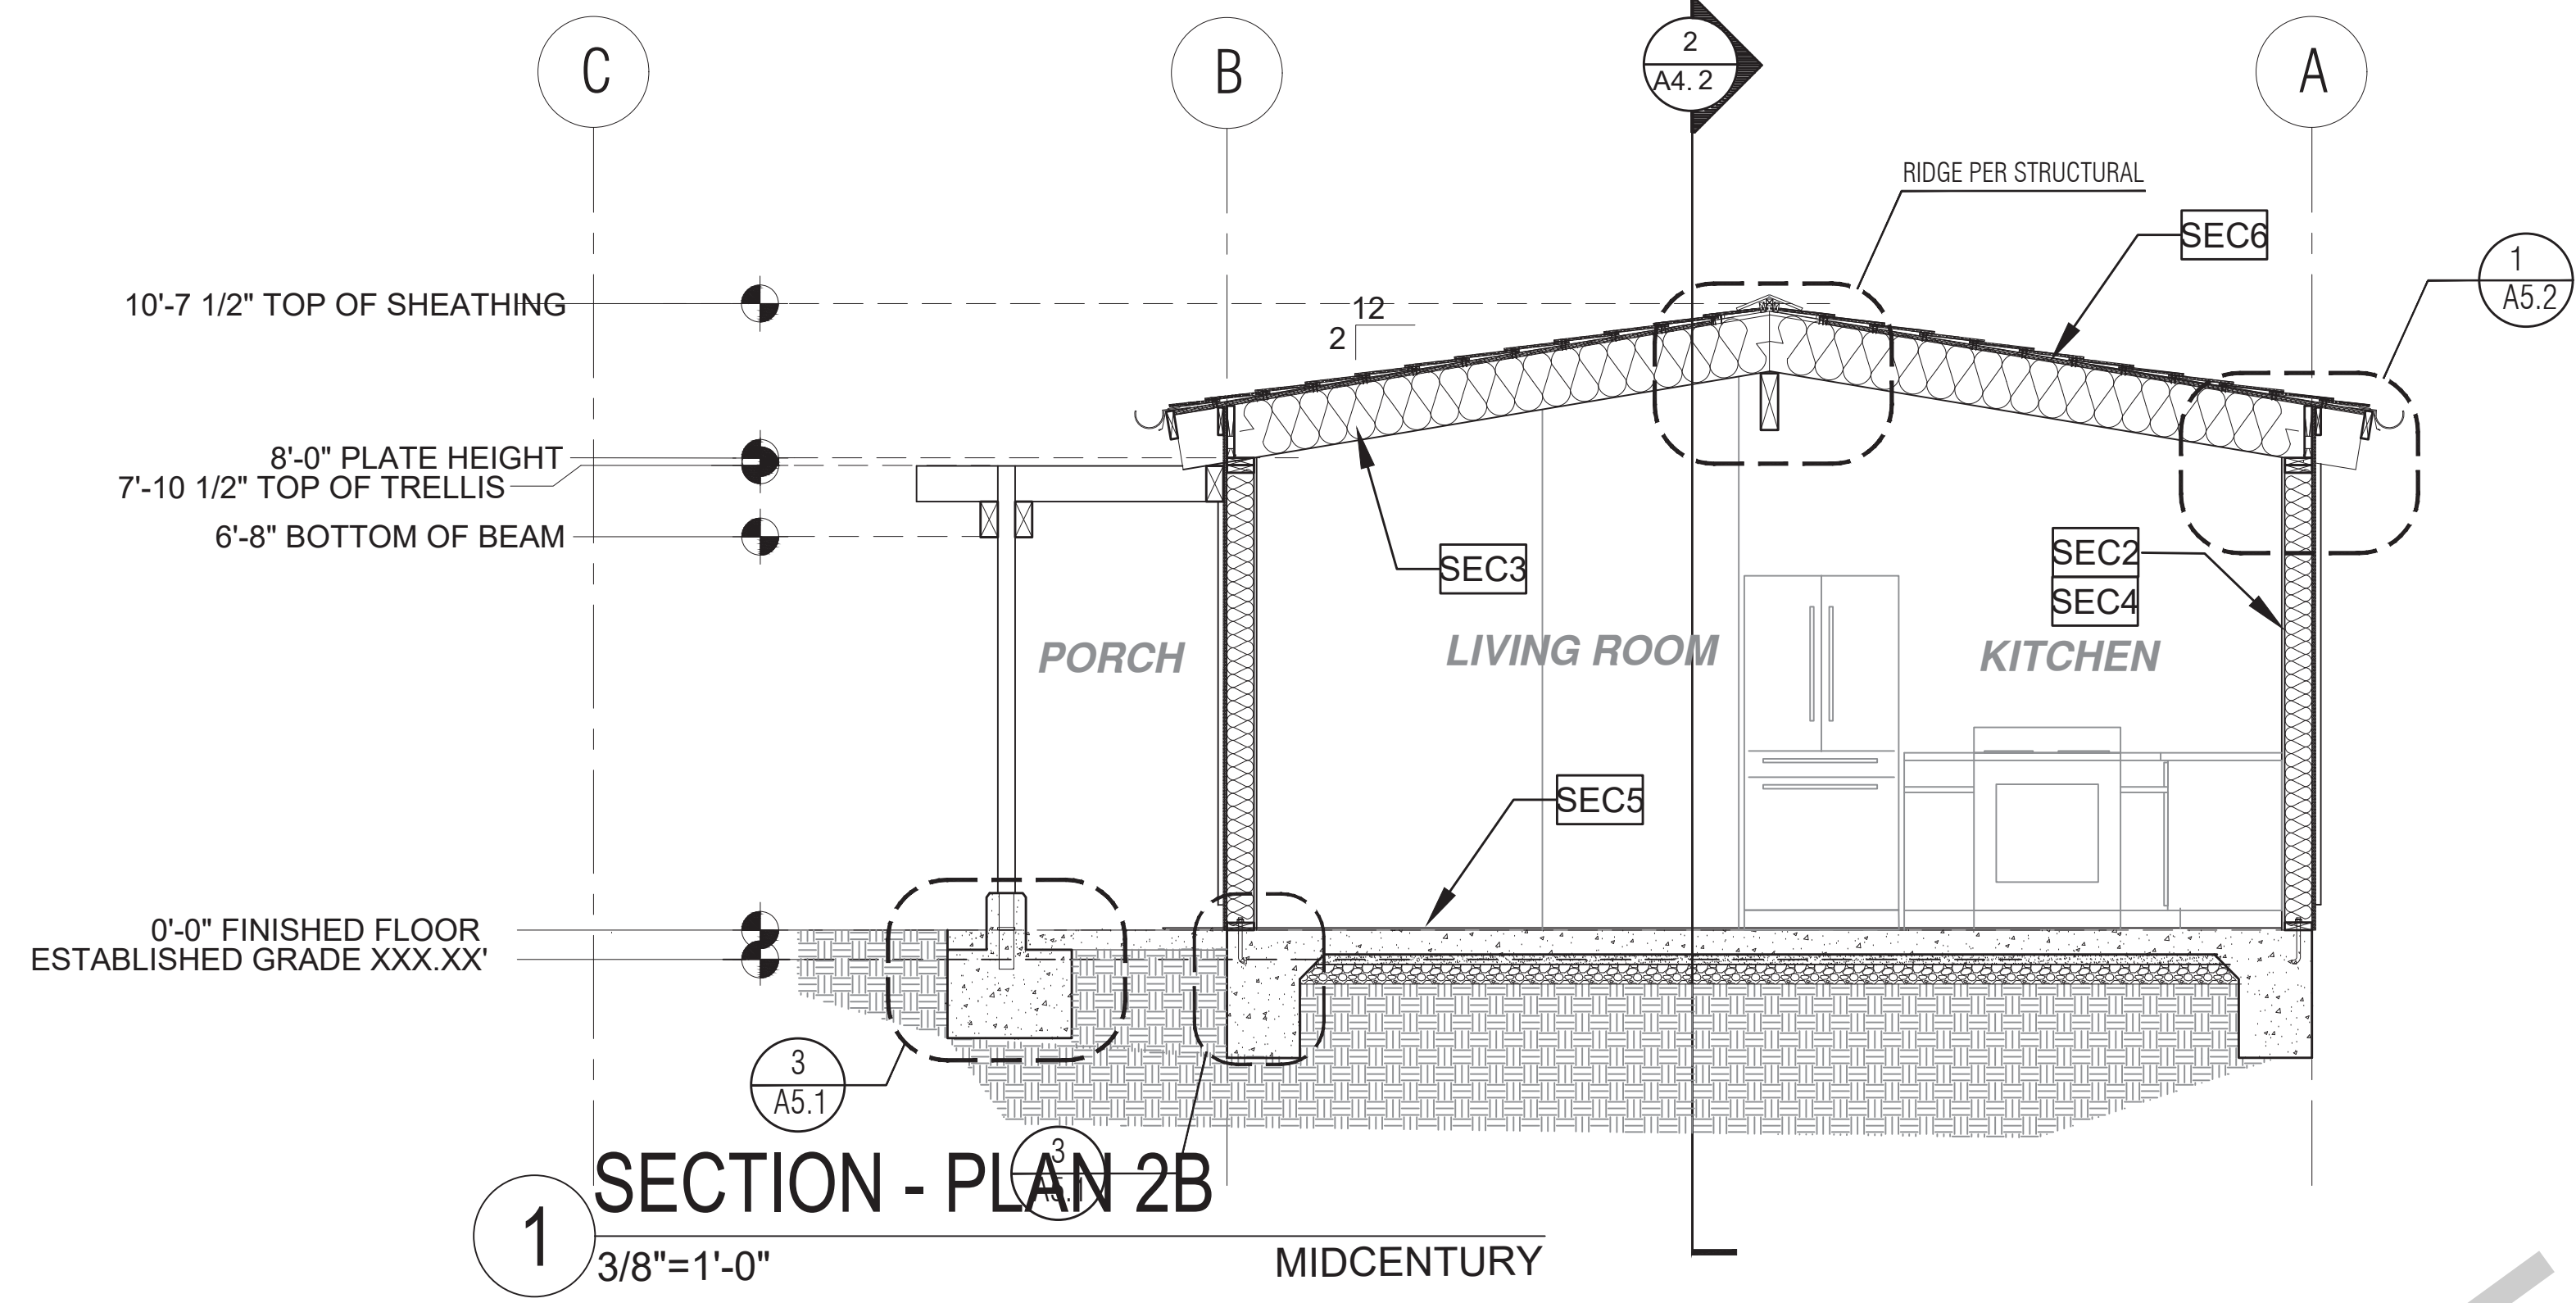 C
B
2
A4. 2
A
RIDGE PER STRUCTURAL
SEC6
1
A5.2
10'-7 1/2" TOP OF SHEATHING
12
2
8'-0" PLATE HEIGHT
7'-10 1/2" TOP OF TRELLIS
6'-8" BOTTOM OF BEAM
SEC3
SEC2
SEC4
PORCH
LIVING ROOM
KITCHEN
SEC5
0'-0" FINISHED FLOOR
ESTABLISHED GRADE XXX.XX'
3
A5.1
3
A5.1
1
SECTION - PLAN 2B
3/8"=1'-0"
MIDCENTURY